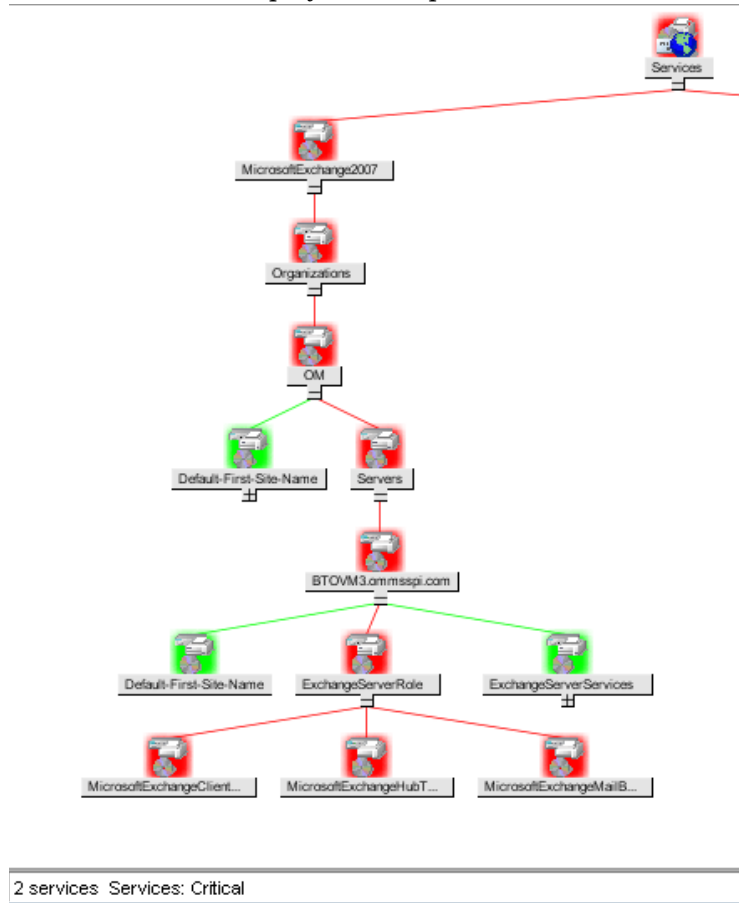 Services
MicrosoftExchange2007
Organizations
OM
Default-First-Site-Name
Servers
BTOVM3.ommsspi.com
Default-First-Site-Name
ExchangeServerRole
ExchangeServerServices
MicrosoftExchangeClient...
MicrosoftExchangeHubT...
MicrosoftExchangeMailB...
2 services Services: Critical